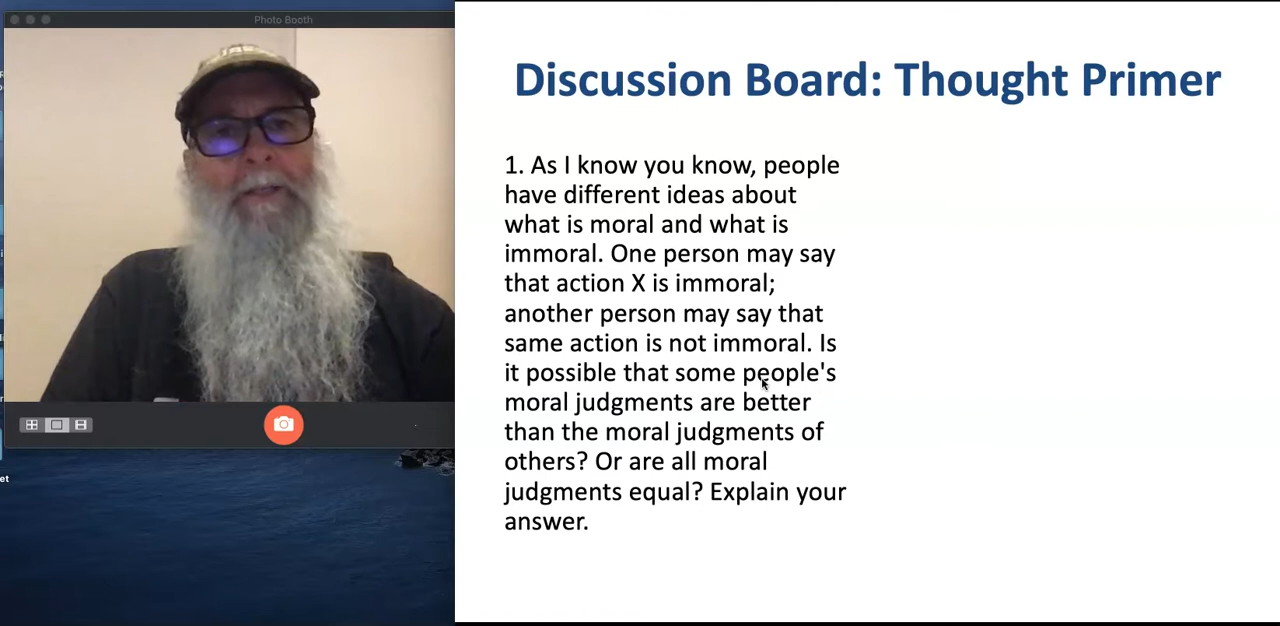 Photo Booth
Discussion Board: Thought Primer
1. As I know you know, people
have different ideas about
what is moral and what is
immoral. One person may say
that action X is immoral;
another person may say that
same action is not immoral. Is
it possible that some people's
moral judgments are better
than the moral judgments of
others? Or are all moral
judgments equal? Explain your
answer.
et